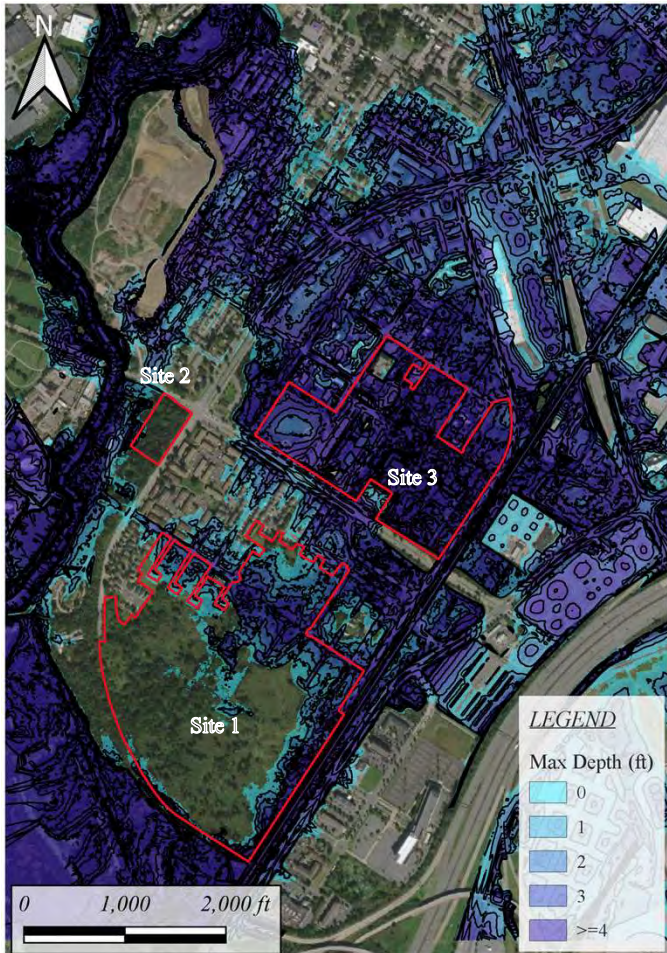 N
Site 2
Site 3
Site 1
LEGEND
Max Depth (ft)
0
1
2
3
>=4
0 1,000 2,000 ft